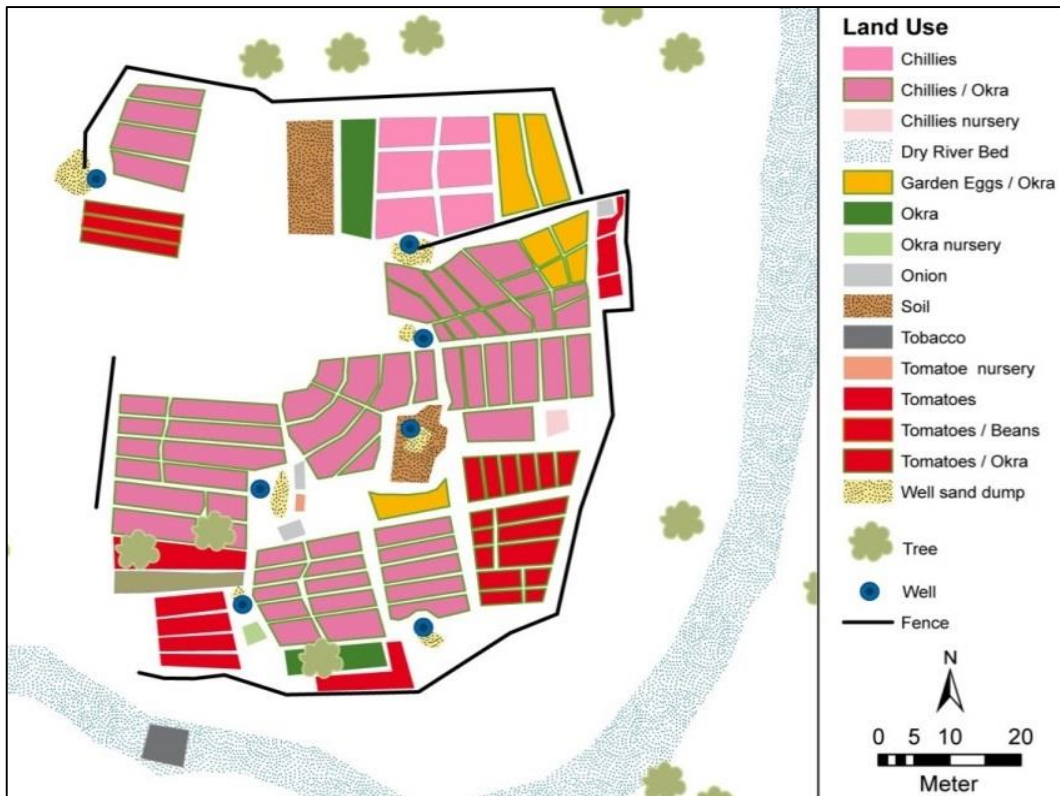 Land Use
Chillies
Chillies / Okra
Chillies nursery
Dry River Bed
Garden Eggs / Okra
Okra
Okra nursery
Onion
Soil
Tobacco
Tomatoe nursery
Tomatoes
Tomatoes / Beans
Tomatoes / Okra
Well sand dump
Tree
Well
Fence
N
0 5 10 20
Meter